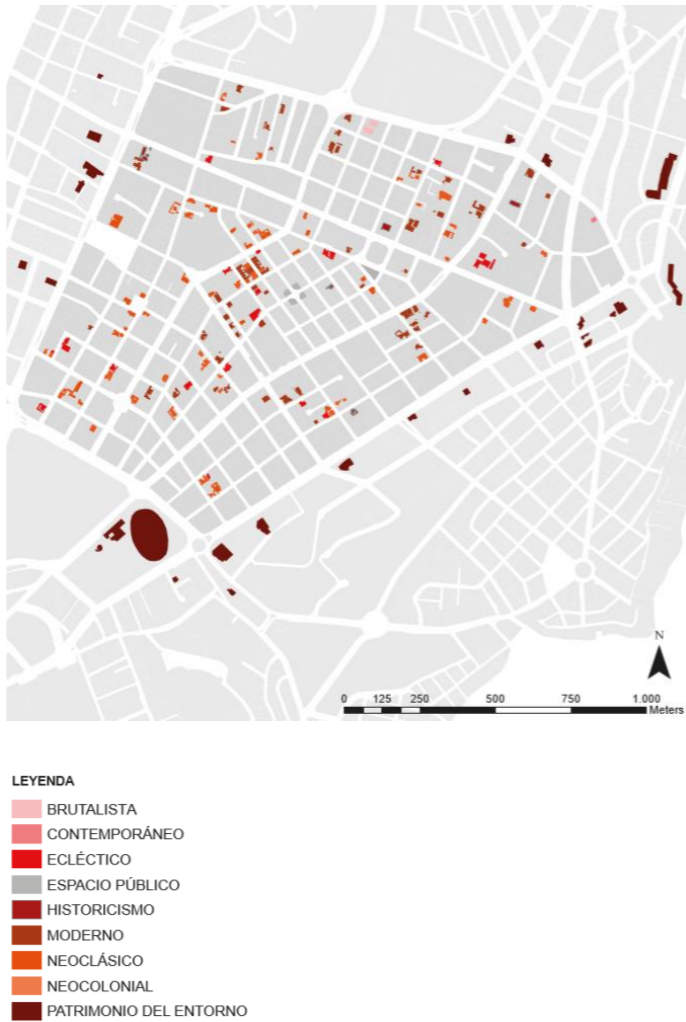 N
0 125 250 500 750 1.000
Meters
LEYENDA
BRUTALISTA
CONTEMPORÁNEO
ECLÉCTICO
ESPACIO PÚBLICO
HISTORICISMO
MODERNO
NEOCLÁSICO
NEOCOLONIAL
PATRIMONIO DEL ENTORNO